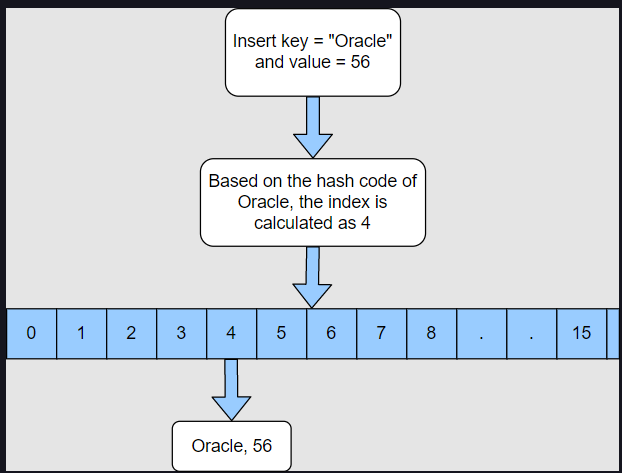 Insert key = "Oracle"
and value = 56
Based on the hash code of
Oracle, the index is
calculated as 4
0 1 2 3 4 5 6 7 8 . . 15
Oracle, 56